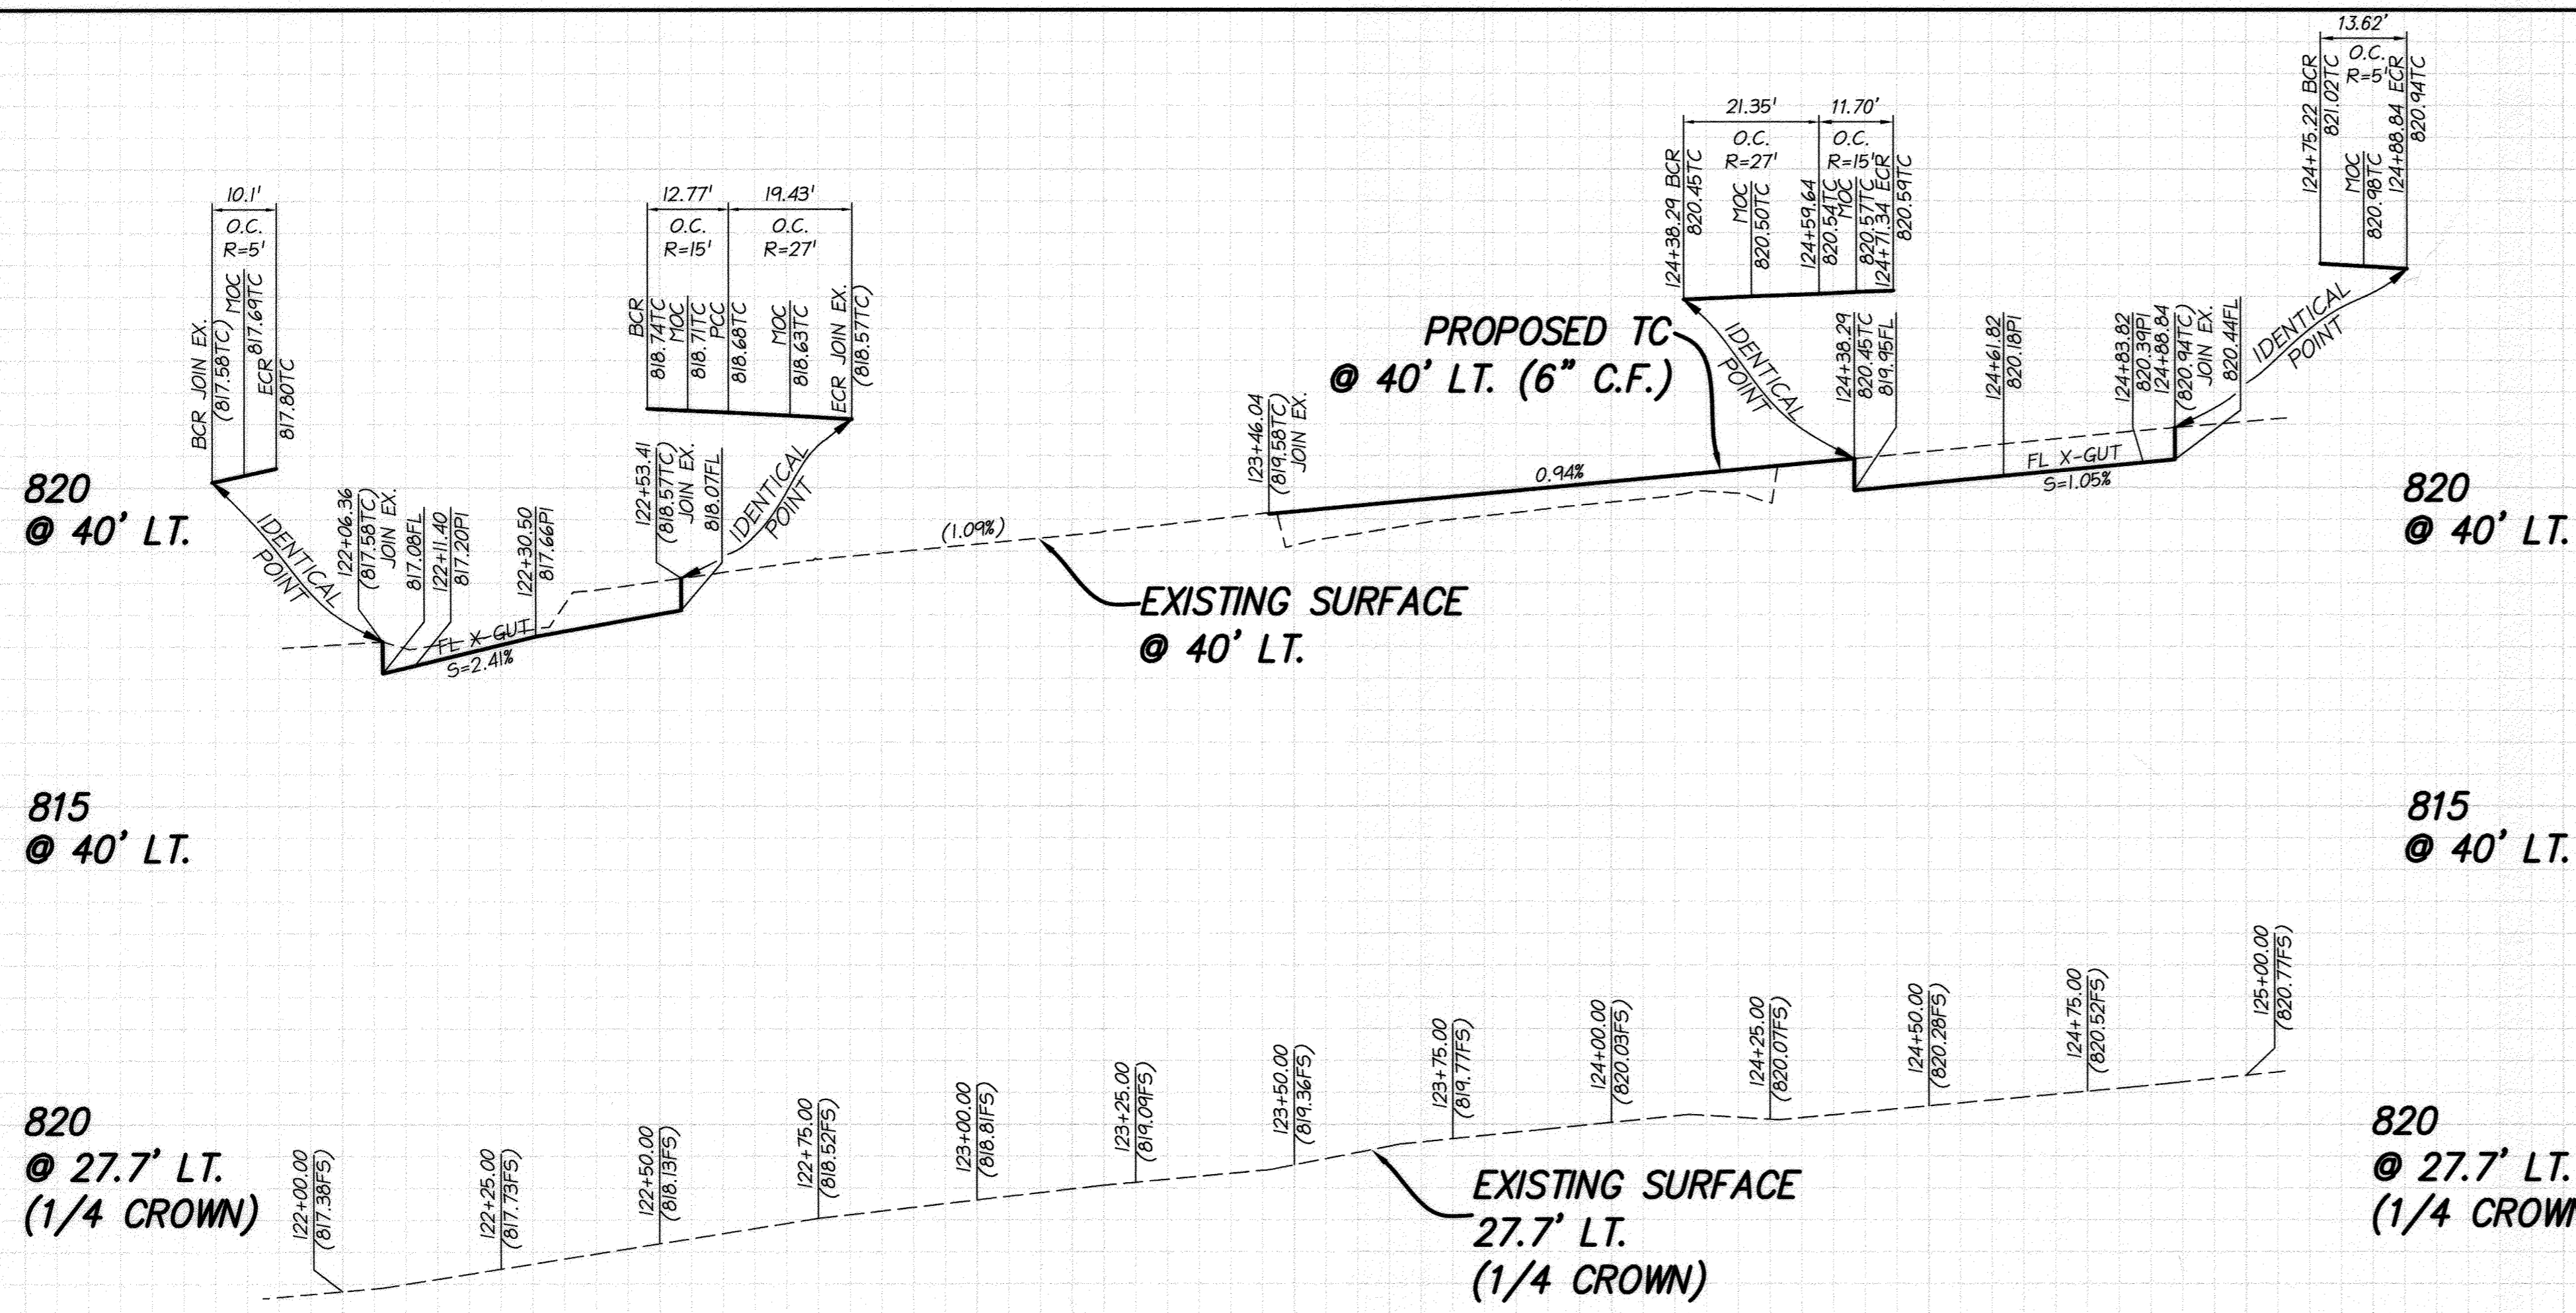 13.62'
O.C.
R=5'
124+75.22 BCR
821.02TC
MOC
820.98TC
124+88.84 ECR
820.94TC
21.35'
11.70'
O.C.
R=27'
O.C.
R=15'
124+38.29 BCR
820.45TC
MOC
820.50TC
124+59.64
820.54TC
MOC
820.57TC
124+71.34 ECR
820.59TC
10.1'
O.C.
R=5'
BCR JOIN EX.
(817.58TC)
MOC
817.69TC
ECR
817.80TC
12.77'
19.43'
O.C.
R=15'
O.C.
R=27'
BCR
818.74TC
MOC
818.71TC
PCC
818.68TC
MOC
818.63TC
ECR JOIN EX.
(818.57TC)
PROPOSED TC
@ 40' LT. (6" C.F.)
IDENTICAL
POINT
124+38.29
820.45TC
819.95FL
124+61.82
820.18PI
124+83.82
820.39PI
124+88.84
(820.94TC)
JOIN EX.
820.44FL
IDENTICAL
POINT
123+46.04
(819.58TC)
JOIN EX.
0.94%
FL X-GUT
S=1.05%
820
@ 40' LT.
820
@ 40' LT.
IDENTICAL
POINT
122+06.36
(817.58TC)
JOIN EX.
817.08FL
122+11.40
817.20PI
122+30.50
817.66PI
122+53.41
(818.57TC)
JOIN EX.
818.07FL
IDENTICAL
POINT
(1.09%)
FL X-GUT
S=2.41%
EXISTING SURFACE
@ 40' LT.
815
@ 40' LT.
815
@ 40' LT.
820
@ 27.7' LT.
(1/4 CROWN)
122+00.00
(817.38FS)
122+25.00
(817.73FS)
122+50.00
(818.13FS)
122+75.00
(818.52FS)
123+00.00
(818.81FS)
123+25.00
(819.09FS)
123+50.00
(819.36FS)
123+75.00
(819.77FS)
124+00.00
(820.03FS)
124+25.00
(820.07FS)
124+50.00
(820.28FS)
124+75.00
(820.52FS)
125+00.00
(820.77FS)
820
@ 27.7' LT.
(1/4 CROWN
EXISTING SURFACE
27.7' LT.
(1/4 CROWN)